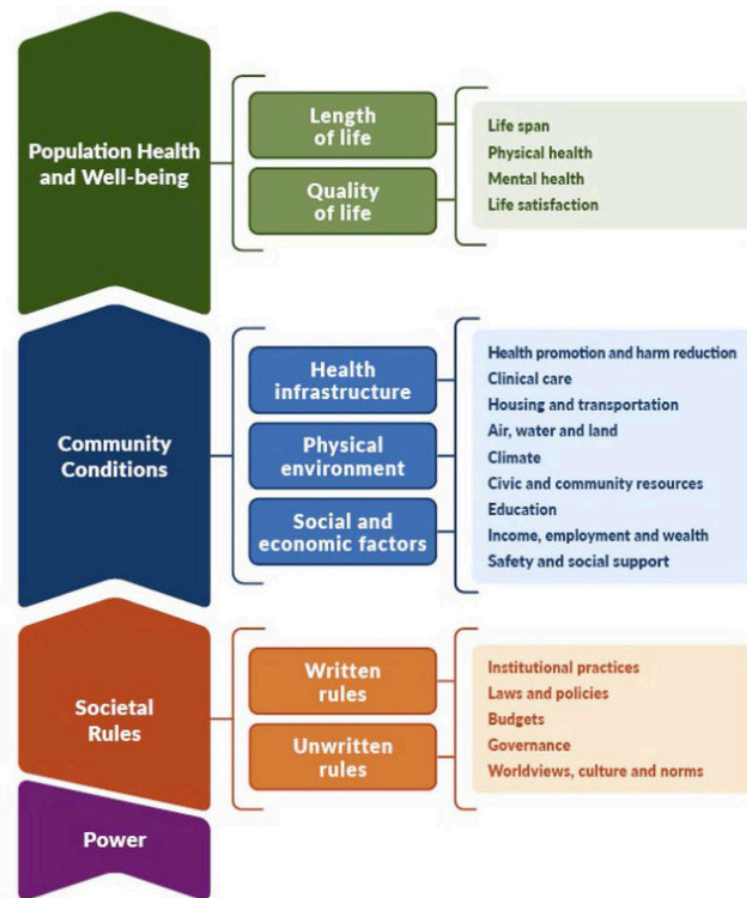 Population Health
and Well-being
Length
of life
Quality
of life
Life span
Physical health
Mental health
Life satisfaction
Community
Conditions
Health
infrastructure
Physical
environment
Social and
economic factors
Health promotion and harm reduction
Clinical care
Housing and transportation
Air, water and land
Climate
Civic and community resources
Education
Income, employment and wealth
Safety and social support
Societal
Rules
Written
rules
Unwritten
rules
Institutional practices
Laws and policies
Budgets
Governance
Worldviews, culture and norms
Power